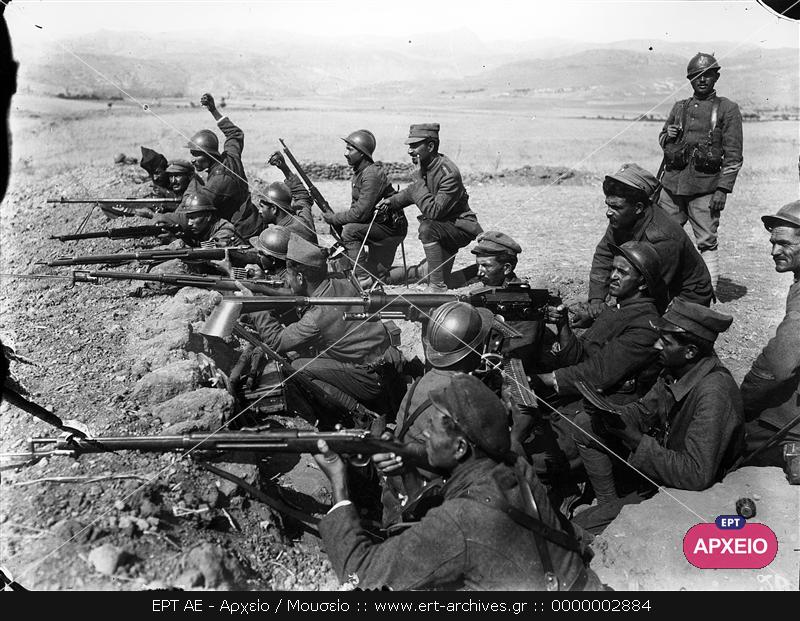 ΕΡΤ
ΑΡΧΕΙΟ
ΕΡΤ ΑΕ - Αρχείο / Μουσείο :: www.ert-archives.gr :: 0000002884